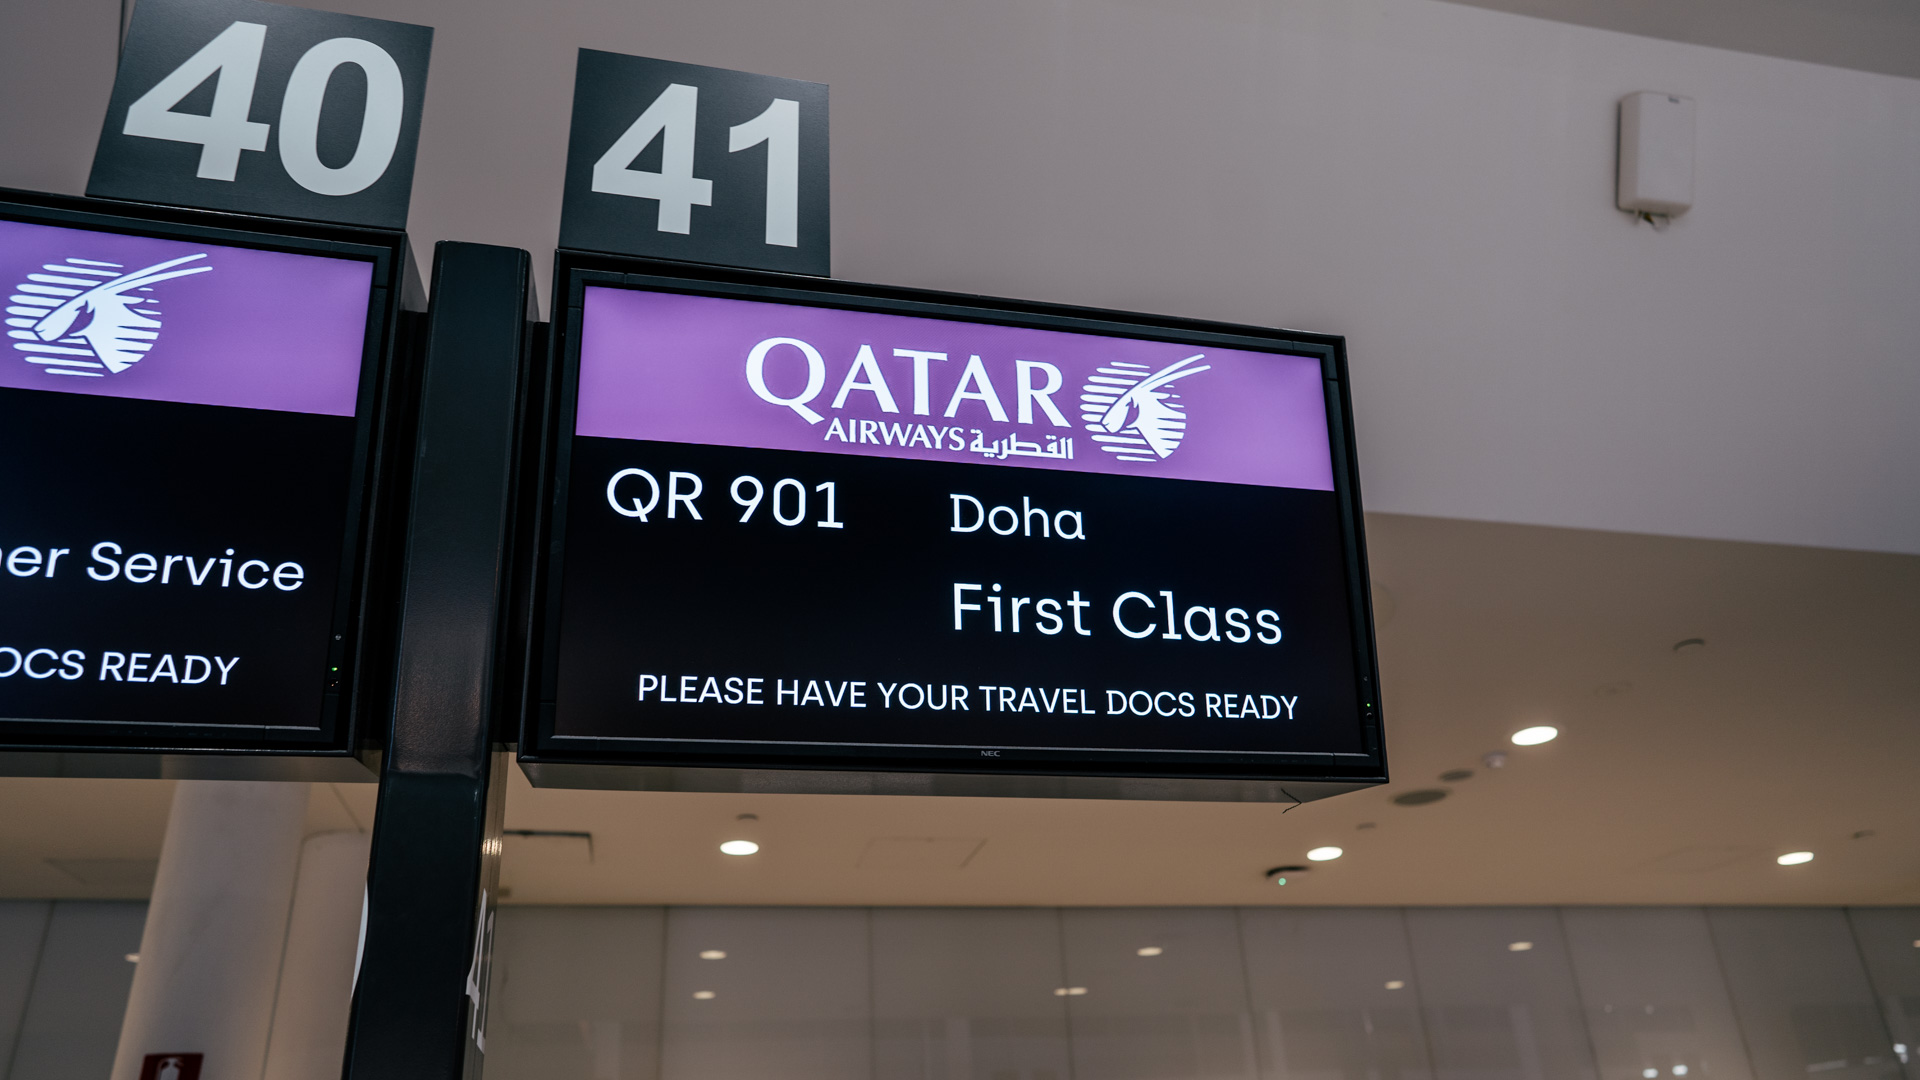 40
er Service
OCS READY
41
QATAR
AIRWAYS القطرية
QR 901 Doha
First Class
PLEASE HAVE YOUR TRAVEL DOCS READY
NEC
41